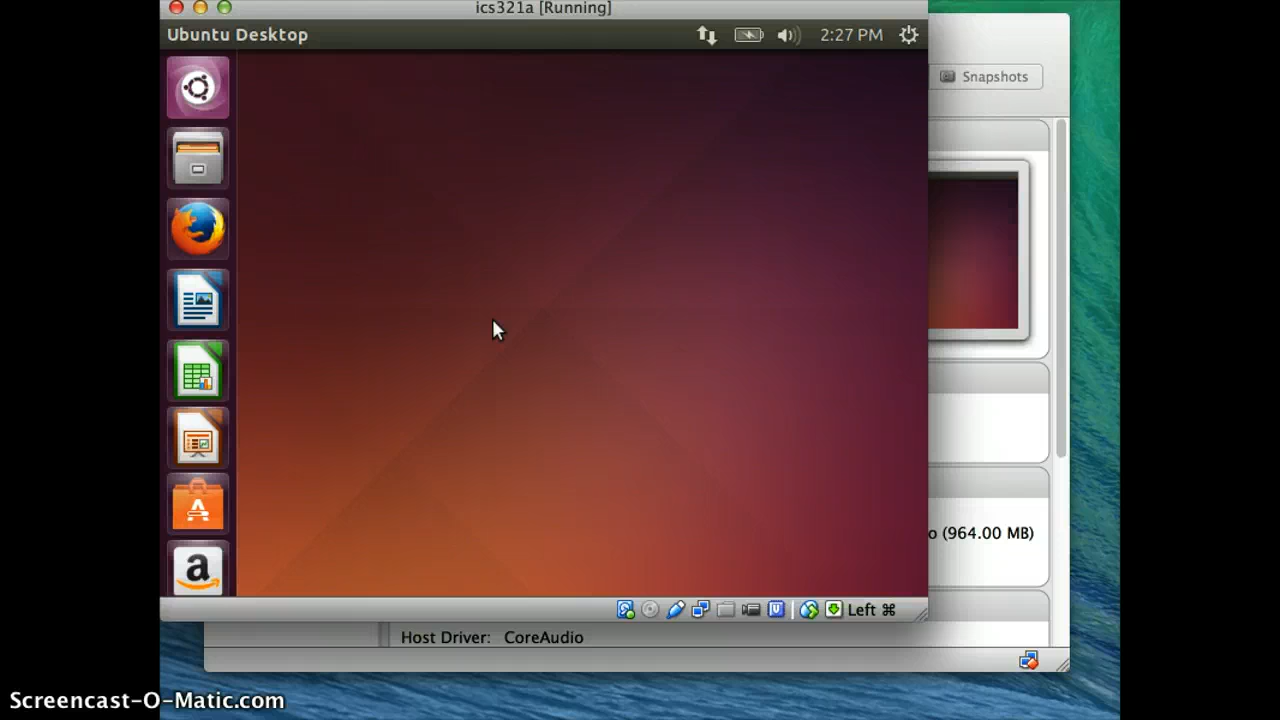 ics321a [Running]
Ubuntu Desktop
2:27 PM
Snapshots
o (964.00 MB)
Left ⌘
Host Driver: CoreAudio
Screencast-O-Matic.com